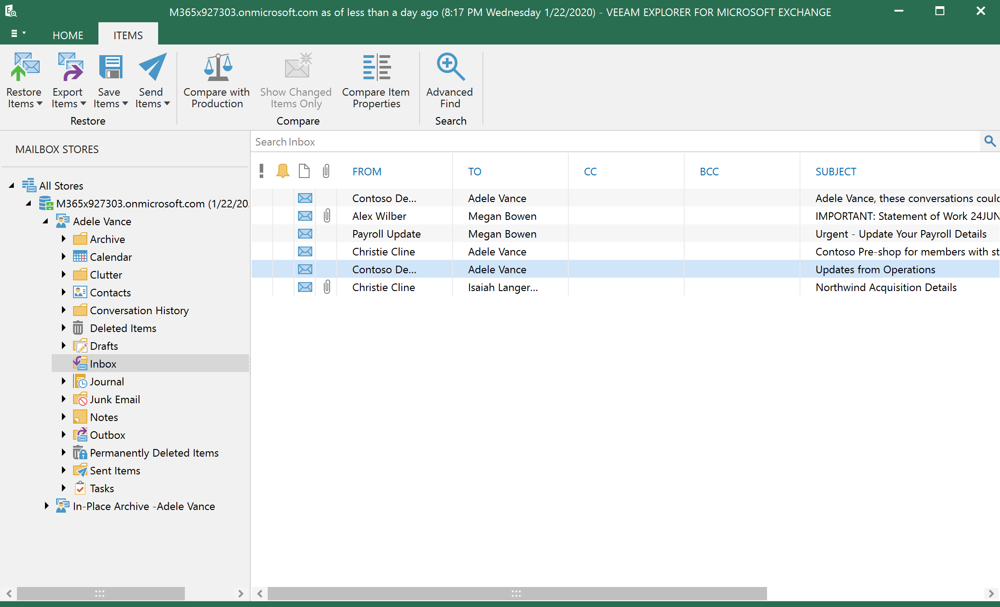 M365x927303.onmicrosoft.com as of less than a day ago (8:17 PM Wednesday 1/22/2020) - VEEAM EXPLORER FOR MICROSOFT EXCHANGE
HOME ITEMS
Restore Items
Export Items
Save Items
Send Items
Restore
Compare with Production
Show Changed Items Only
Compare Item Properties
Compare
Advanced Find
Search
MAILBOX STORES
All Stores
M365x927303.onmicrosoft.com (1/22/20
Adele Vance
Archive
Calendar
Clutter
Contacts
Conversation History
Deleted Items
Drafts
Inbox
Journal
Junk Email
Notes
Outbox
Permanently Deleted Items
Sent Items
Tasks
In-Place Archive -Adele Vance
Search Inbox
FROM TO CC BCC SUBJECT
Contoso De... Adele Vance Adele Vance, these conversations could
Alex Wilber Megan Bowen IMPORTANT: Statement of Work 24JUN
Payroll Update Megan Bowen Urgent - Update Your Payroll Details
Christie Cline Adele Vance Contoso Pre-shop for members with st
Contoso De... Adele Vance Updates from Operations
Christie Cline Isaiah Langer... Northwind Acquisition Details